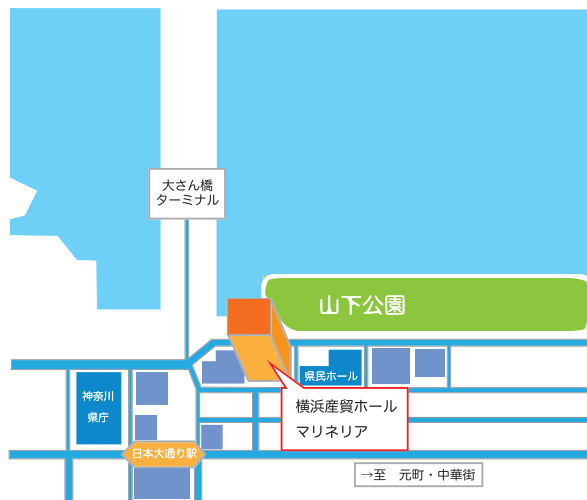 大さん橋
ターミナル
山下公園
県民ホール
神奈川
県庁
横浜産貿ホール
マリネリア
日本大通り駅
→至　元町・中華街